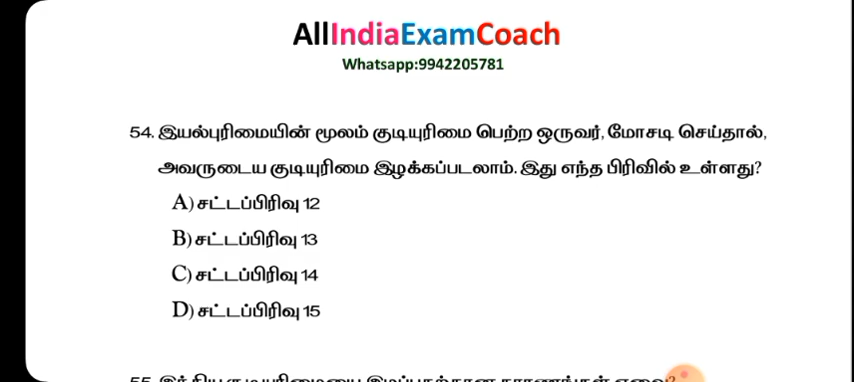 AllIndiaExamCoach
Whatsapp:9942205781
54. இயல்புரிமையின் மூலம் குடியுரிமை பெற்ற ஒருவர், மோசடி செய்தால்,
அவருடைய குடியுரிமை இழக்கப்படலாம். இது எந்த பிரிவில் உள்ளது?
A) சட்டப்பிரிவு 12
B) சட்டப்பிரிவு 13
C) சட்டப்பிரிவு 14
D) சட்டப்பிரிவு 15